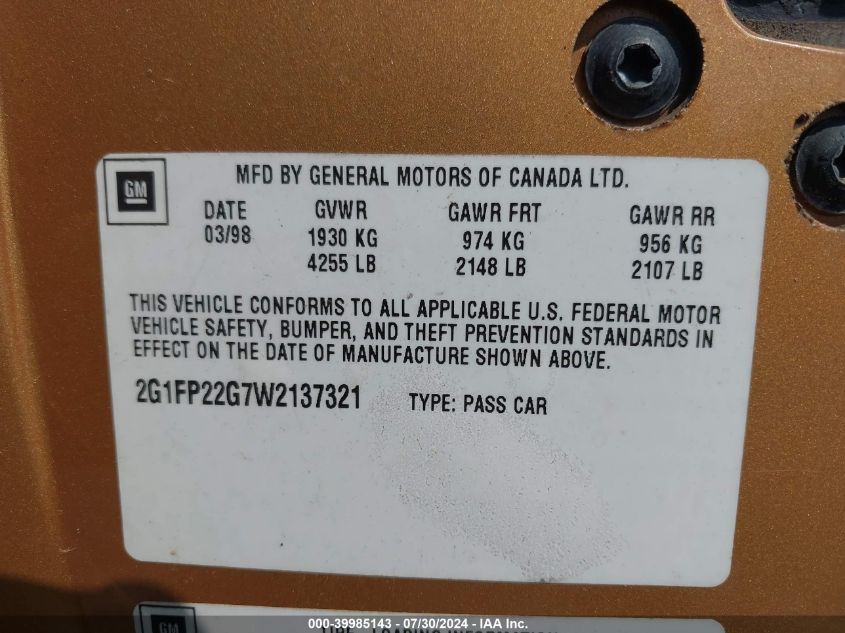 GM
MFD BY GENERAL MOTORS OF CANADA LTD.
DATE GVWR GAWR FRT GAWR RR
03/98 1930 KG 974 KG 956 KG
4255 LB 2148 LB 2107 LB
THIS VEHICLE CONFORMS TO ALL APPLICABLE U.S. FEDERAL MOTOR
VEHICLE SAFETY, BUMPER, AND THEFT PREVENTION STANDARDS IN
EFFECT ON THE DATE OF MANUFACTURE SHOWN ABOVE.
2G1FP22G7W2137321 TYPE: PASS CAR
GM
TIRE - LOADING INFORMATION
000-39985143 - 07/30/2024 - IAA Inc.